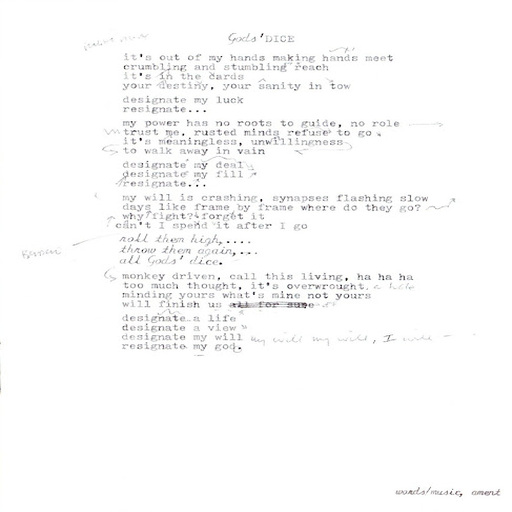 Gods' DICE
it's out of my hands making hands meet
crumbling and stumbling reach
it's in the cards
your destiny, your sanity in tow
designate my luck
resignate...
my power has no roots to guide, no role
trust me. rusted minds refuse to go.
it's meaningless, unwillingness
to walk away in vain
designate my deal
designate my fill
resignate...
my will is crashing, synapses flashing slow
days like frame by frame where do they go?
why fight? forget it
can't I spend it after I go
roll them high,....
throw them again,...
all Gods' dice.
monkey driven, call this living, ha ha ha
too much thought, it's overwrought,
minding yours what's mine not yours
will finish us all for sure
designate a life
designate a view
designate my will my will my will, I will
resignate my god.
words/music, ament